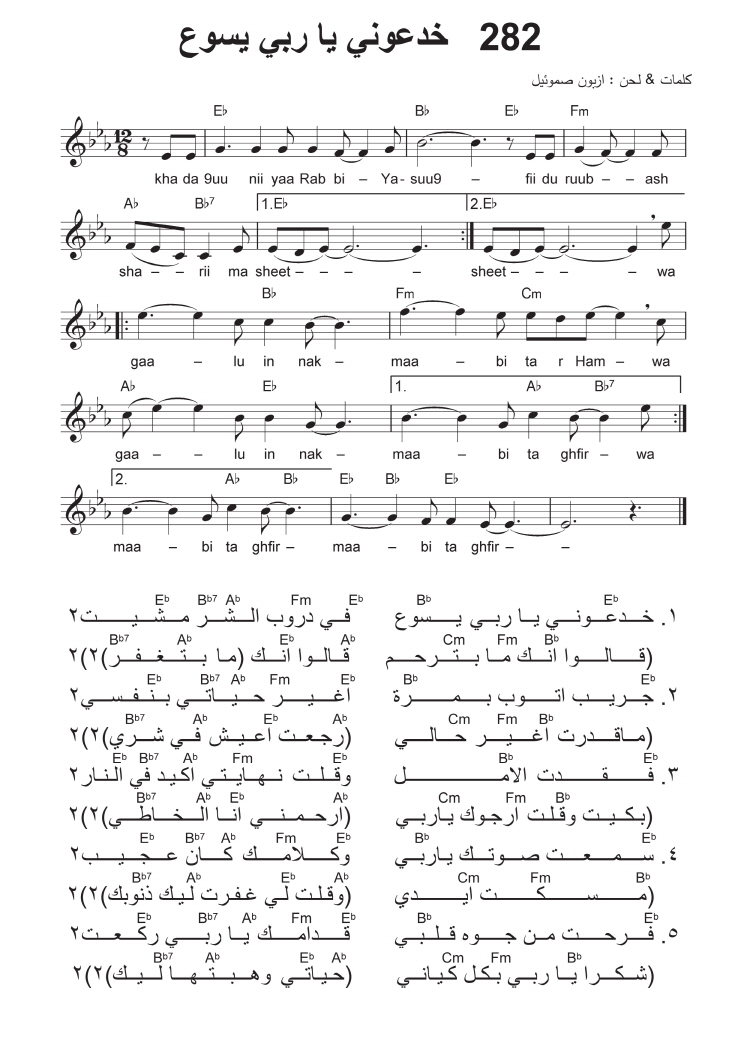 282 خدعوني يا ربي يسوع
كلمات & لحن : ازبون صموئيل
E♭ B♭ E♭ Fm
12/8
kha da 9uu nii yaa Rab bi – Ya- suu9 – fii du ruub – – ash
A♭ B♭7 1.E♭ 2.E♭
sha – – rii ma sheet – – – – sheet – – – wa
B♭ Fm Cm
gaa – lu in nak – maa – bi ta r Ham – wa
A♭ E♭ 1. A♭ B♭7
gaa – – lu in nak – maa – bi ta ghfir – wa
2. A♭ B♭ E♭ B♭ E♭
maa – bi ta ghfir – maa – bi ta ghfir – –
E♭ B♭7 A♭ Fm E♭ B♭ E♭
١. خدعوني يا ربي يسوع في دروب الشر مشيت٢
B♭7 A♭ E♭ A♭ Cm Fm B♭
(قالوا انك ما بترحم قالوا انك (ما بتغفر)٢)٢
E♭ B♭7 A♭ Fm B♭ E♭
٢. جريب اتوب بمرة اغير حياتي بنفسي٢
B♭7 A♭ E♭ A♭ Cm Fm B♭
(ماقدرت اغير حالي (رجعت اعيش في شري)٢)٢
E♭ B♭7 A♭ Fm B♭ E♭
٣. فقدت الامل وقلت نهايتي اكيد في النار٢
B♭7 A♭ E♭ A♭ Cm Fm B♭
(بكيت وقلت ارجوك ياربي (ارحمني انا الخاطي)٢)٢
E♭ B♭7 A♭ Fm E♭ B♭ E♭
٤. سمعت صوتك ياربي وكلامك كان عجيب٢
B♭7 A♭ E♭ A♭ Cm Fm B♭
(مسكت ايدي (وقلت لي غفرت ليك ذنوبك)٢)٢
E♭ B♭7 A♭ Fm E♭ B♭ E♭
٥. فرحت من جوه قلبي قدامك يا ربي ركعت٢
B♭7 A♭ E♭ A♭ Cm Fm B♭
(شكرا يا ربي بكل كياني (حياتي وهبتها ليك)٢)٢